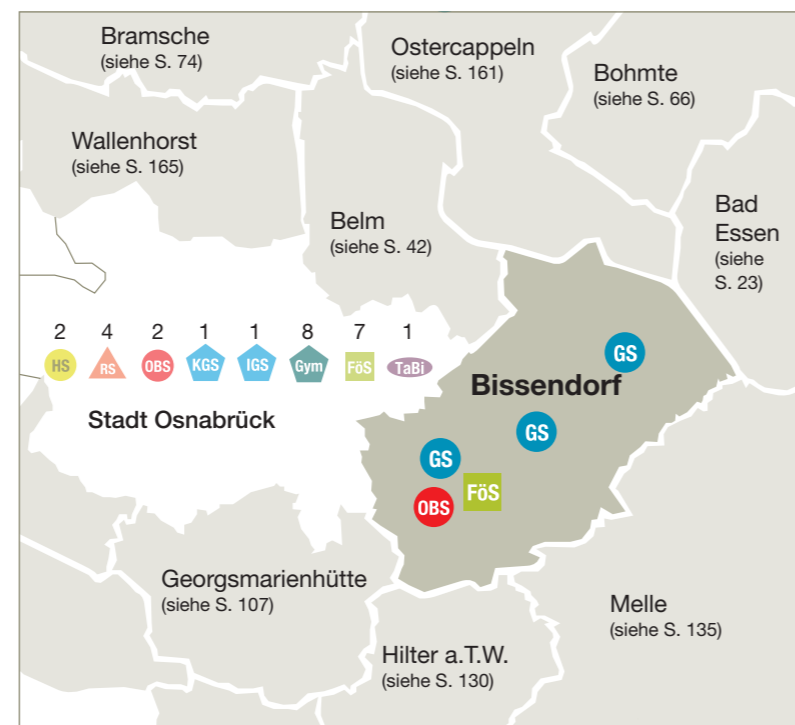 Bramsche
(siehe S. 74)
Ostercappeln
(siehe S. 161)
Bohmte
(siehe S. 66)
Wallenhorst
(siehe S. 165)
Belm
(siehe S. 42)
Bad
Essen
(siehe
S. 23)
2 4 2 1 1 8 7 1
HS RS OBS KGS IGS Gym FöS TaBi
Stadt Osnabrück
GS
Bissendorf
GS
GS
FöS
OBS
Georgsmarienhütte
(siehe S. 107)
Melle
(siehe S. 135)
Hilter a.T.W.
(siehe S. 130)